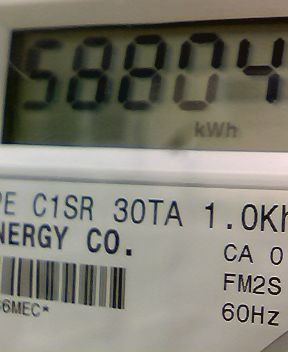 58804
kWh
PE C1SR 30TA 1.0Kh
NERGY CO.
CA 0
FM2S
6MEC*
60Hz